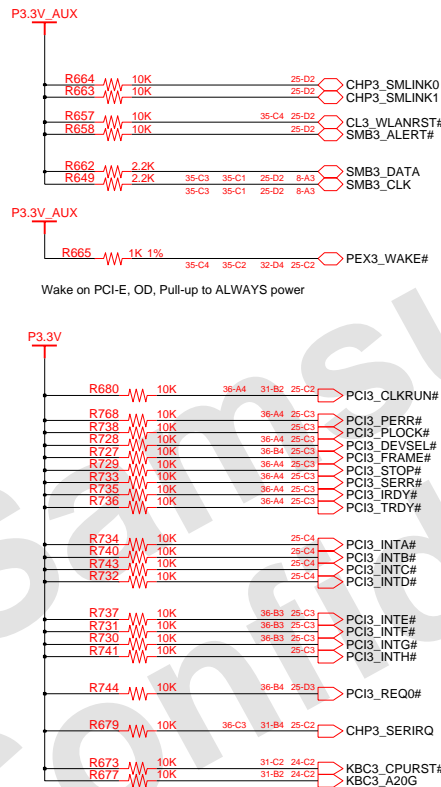 P3.3V_AUX
R664 10K 25-D2 CHP3_SMLINK0
R663 10K 25-D2 CHP3_SMLINK1
R657 10K 35-C4 25-D2 CL3_WLANRST#
R658 10K 25-D2 SMB3_ALERT#
R662 2.2K 35-C3 35-C1 25-D2 8-A3 SMB3_DATA
R649 2.2K 35-C3 35-C1 25-D2 8-A3 SMB3_CLK
P3.3V_AUX
R665 1K 1% 35-C4 35-C2 32-D4 25-C2 PEX3_WAKE#
Wake on PCI-E, OD, Pull-up to ALWAYS power
P3.3V
R680 10K 36-A4 31-B2 25-C2 PCI3_CLKRUN#
R768 10K 36-A4 25-C3 PCI3_PERR#
R738 10K 25-C3 PCI3_PLOCK#
R728 10K 36-A4 25-C3 PCI3_DEVSEL#
R727 10K 36-B4 25-C3 PCI3_FRAME#
R729 10K 36-A4 25-C3 PCI3_STOP#
R733 10K 36-A4 25-C3 PCI3_SERR#
R735 10K 36-A4 25-C3 PCI3_IRDY#
R736 10K 36-A4 25-C3 PCI3_TRDY#
R734 10K 25-C4 PCI3_INTA#
R740 10K 25-C4 PCI3_INTB#
R743 10K 25-C4 PCI3_INTC#
R732 10K 25-C4 PCI3_INTD#
R737 10K 36-B3 25-C3 PCI3_INTE#
R731 10K 36-B3 25-C3 PCI3_INTF#
R730 10K 36-B3 25-C3 PCI3_INTG#
R741 10K 25-C3 PCI3_INTH#
R744 10K 36-B4 25-D3 PCI3_REQ0#
R679 10K 36-C3 31-B4 25-C2 CHP3_SERIRQ
R673 10K 31-C2 24-C2 KBC3_CPURST#
R677 10K 31-B2 24-C2 KBC3_A20G
Samsu
Confid